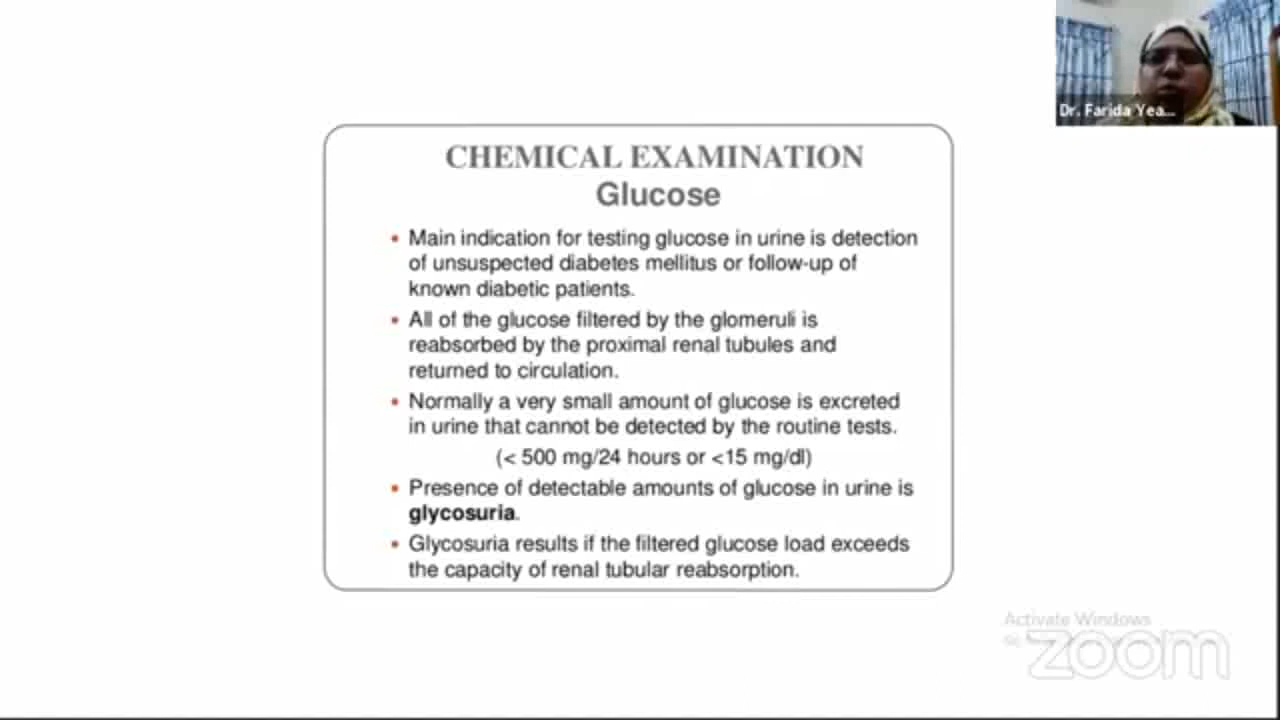 Dr. Farida Yea...
CHEMICAL EXAMINATION
Glucose
• Main indication for testing glucose in urine is detection
of unsuspected diabetes mellitus or follow-up of
known diabetic patients.
• All of the glucose filtered by the glomeruli is
reabsorbed by the proximal renal tubules and
returned to circulation.
• Normally a very small amount of glucose is excreted
in urine that cannot be detected by the routine tests.
(< 500 mg/24 hours or <15 mg/dl)
• Presence of detectable amounts of glucose in urine is
glycosuria.
• Glycosuria results if the filtered glucose load exceeds
the capacity of renal tubular reabsorption.
Activate Windows
zoom